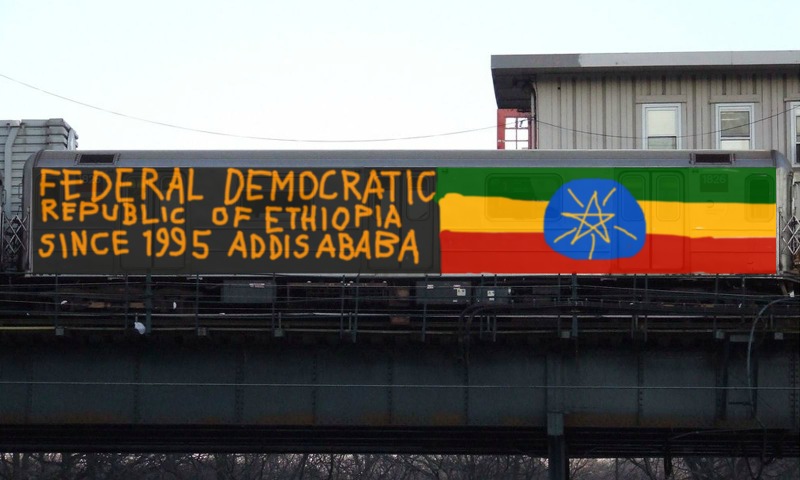 FEDERAL DEMOCRATIC
REPUBLIC OF ETHIOPIA
SINCE 1995 ADDIS ABABA